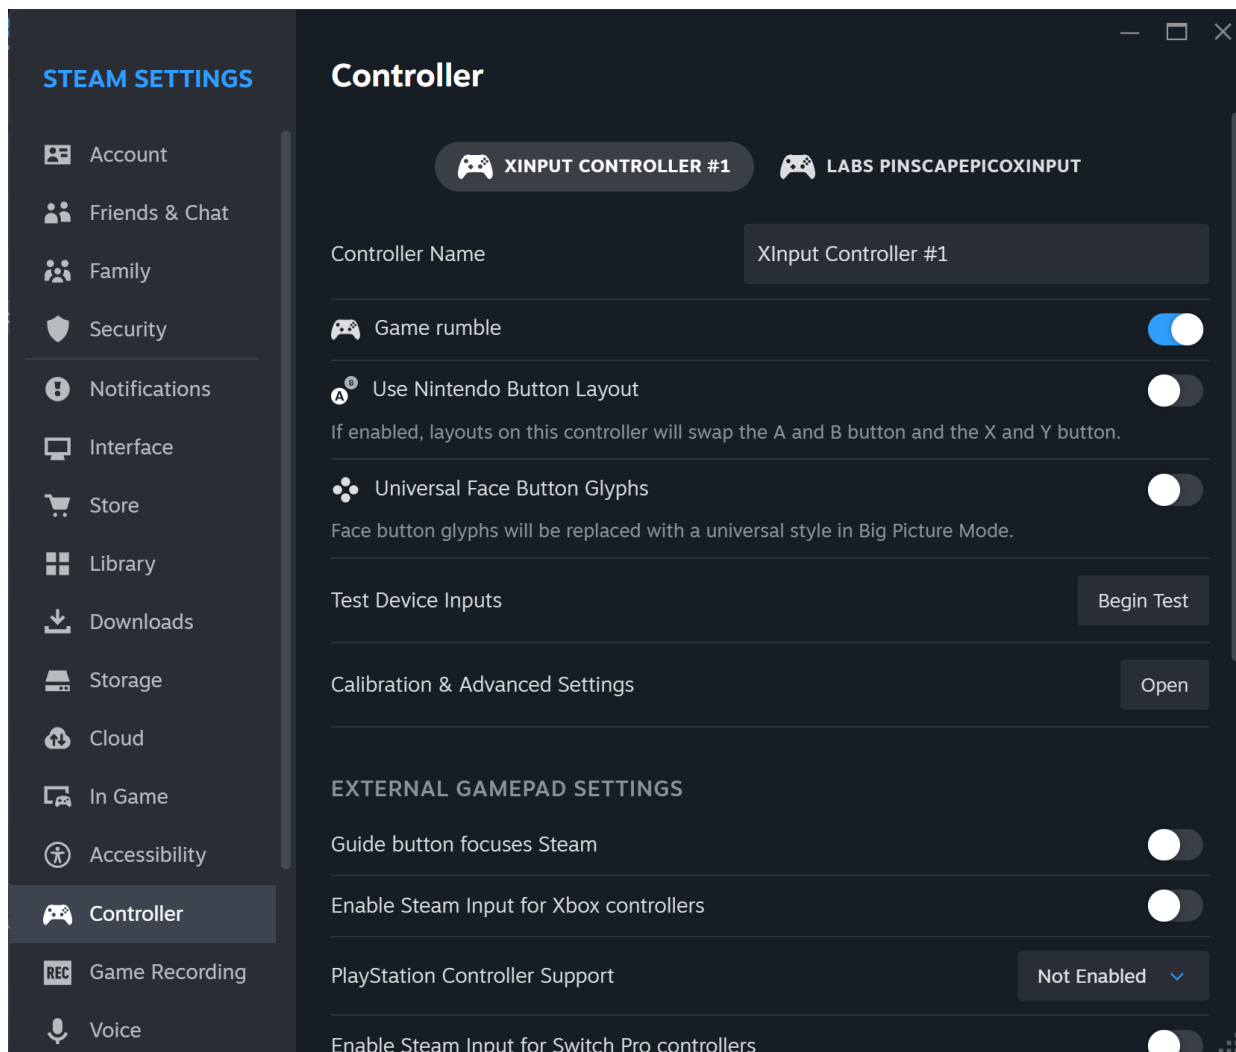 STEAM SETTINGS
Account
Friends & Chat
Family
Security
Notifications
Interface
Store
Library
Downloads
Storage
Cloud
In Game
Accessibility
Controller
REC Game Recording
Voice
Controller
XINPUT CONTROLLER #1 LABS PINSCAPEPICOXINPUT
Controller Name XInput Controller #1
Game rumble
A B Use Nintendo Button Layout
If enabled, layouts on this controller will swap the A and B button and the X and Y button.
Universal Face Button Glyphs
Face button glyphs will be replaced with a universal style in Big Picture Mode.
Test Device Inputs Begin Test
Calibration & Advanced Settings Open
EXTERNAL GAMEPAD SETTINGS
Guide button focuses Steam
Enable Steam Input for Xbox controllers
PlayStation Controller Support Not Enabled
Enable Steam Input for Switch Pro controllers